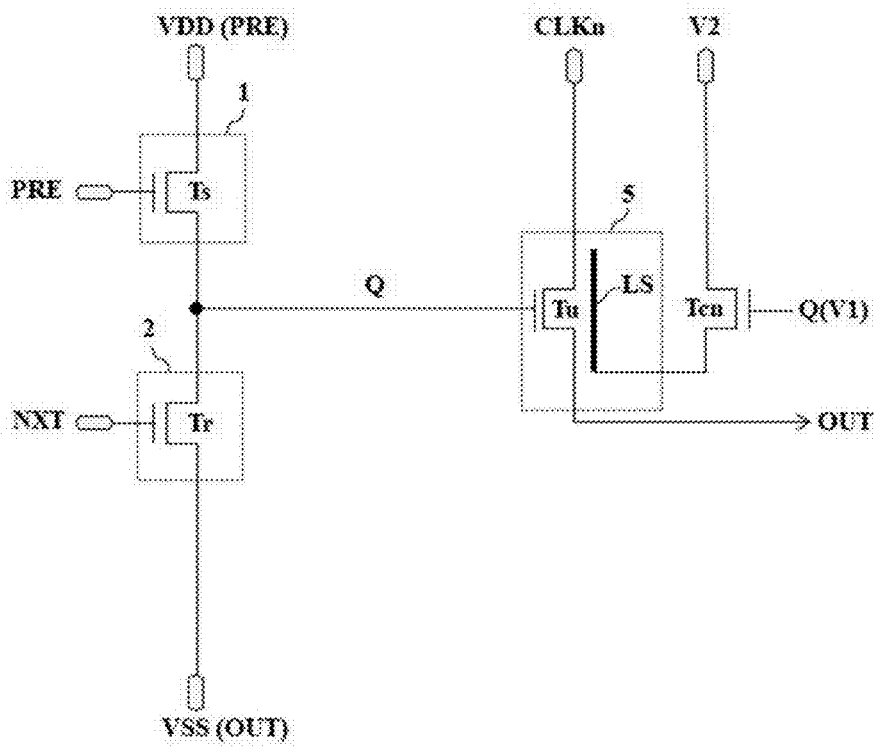 VDD (PRE)
CLKn
V2
1
PRE
Ts
5
Q
Tu
LS
Tcn
Q(V1)
2
NXT
Tr
OUT
VSS (OUT)